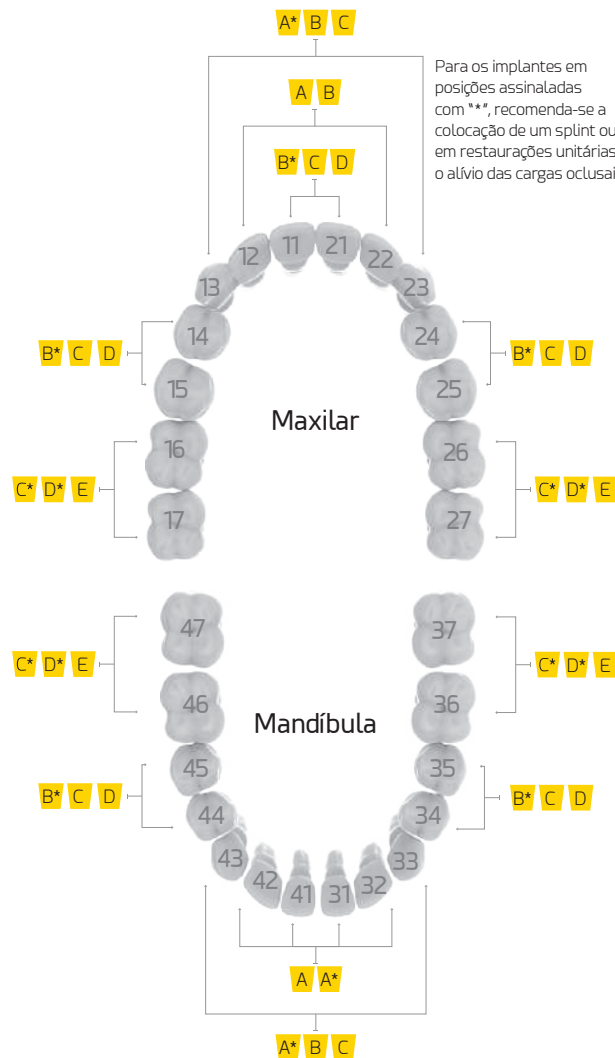 A* B C
Para os implantes em
posições assinaladas
com "*", recomenda-se a
colocação de um splint ou
em restaurações unitárias
o alívio das cargas oclusai
A B
B* C D
11 21
12 22
13 23
14 24
B* C D B* C D
15 25
Maxilar
16 26
C* D* E C* D* E
17 27
47 37
C* D* E C* D* E
46 36
Mandíbula
45 35
B* C D B* C D
44 34
43 33
42 32
41 31
A A*
A* B C